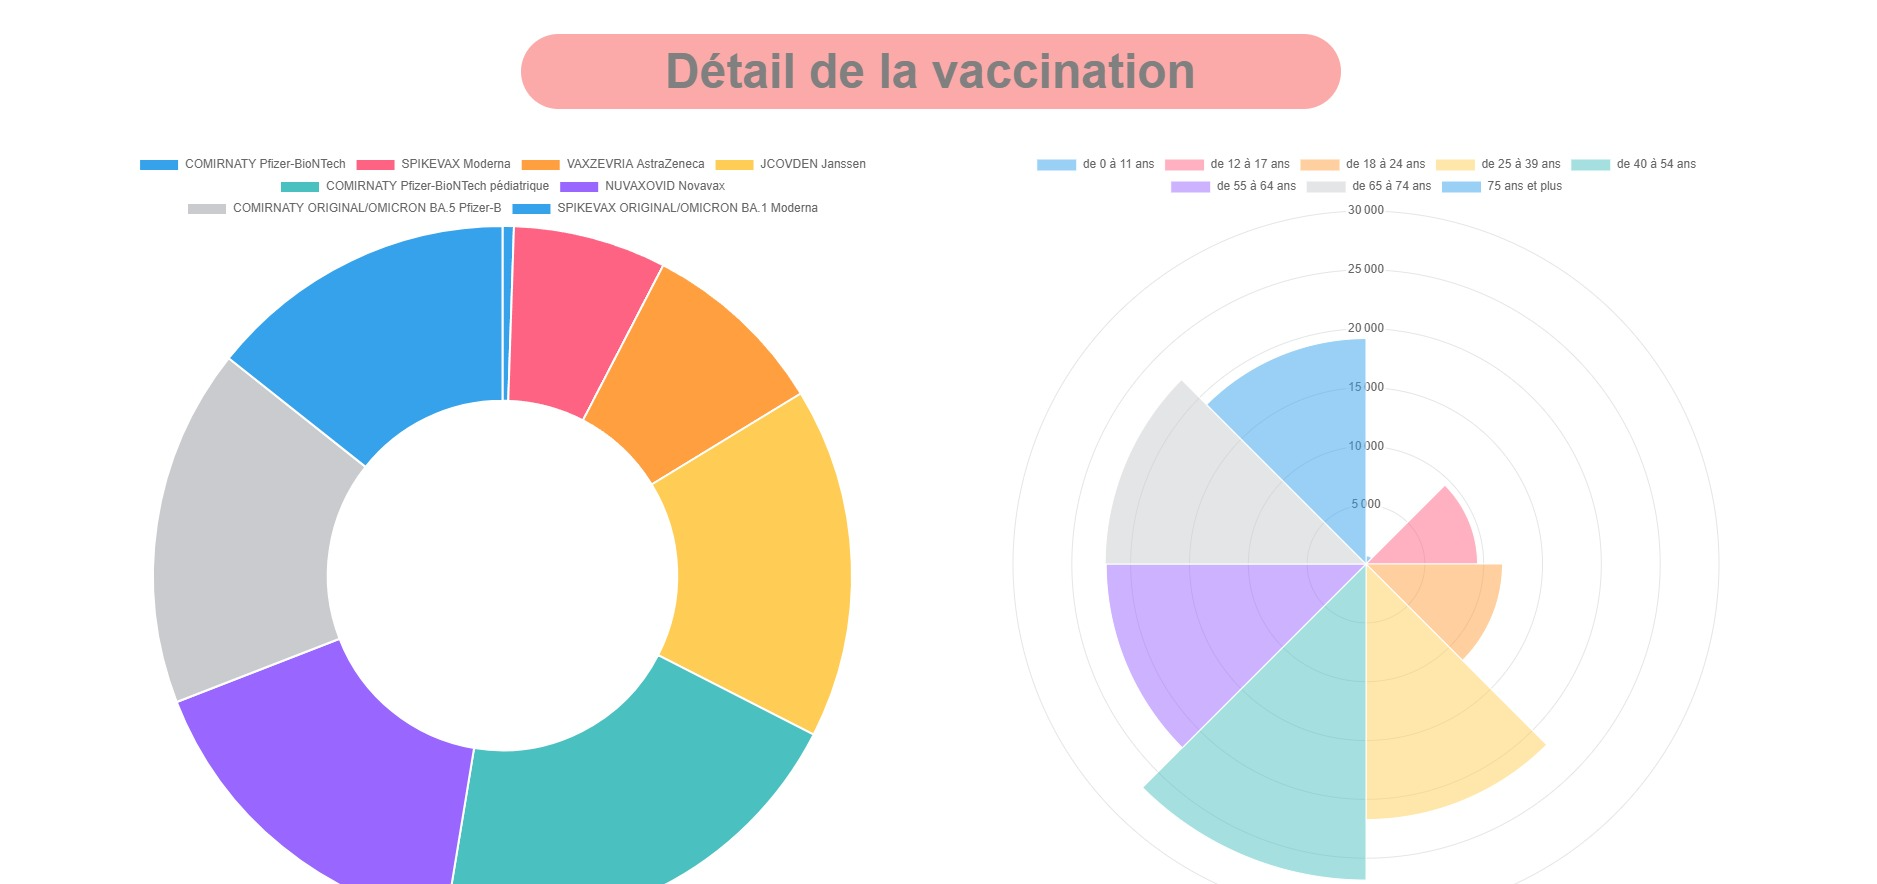 Détail de la vaccination
COMIRNATY Pfizer-BioNTech SPIKEVAX Moderna VAXZEVRIA AstraZeneca JCOVDEN Janssen
COMIRNATY Pfizer-BioNTech pédiatrique NUVAXOVID Novavax
COMIRNATY ORIGINAL/OMICRON BA.5 Pfizer-B SPIKEVAX ORIGINAL/OMICRON BA.1 Moderna
de 0 à 11 ans de 12 à 17 ans de 18 à 24 ans de 25 à 39 ans de 40 à 54 ans
de 55 à 64 ans de 65 à 74 ans 75 ans et plus
30 000
25 000
20 000
15 000
10 000
5 000